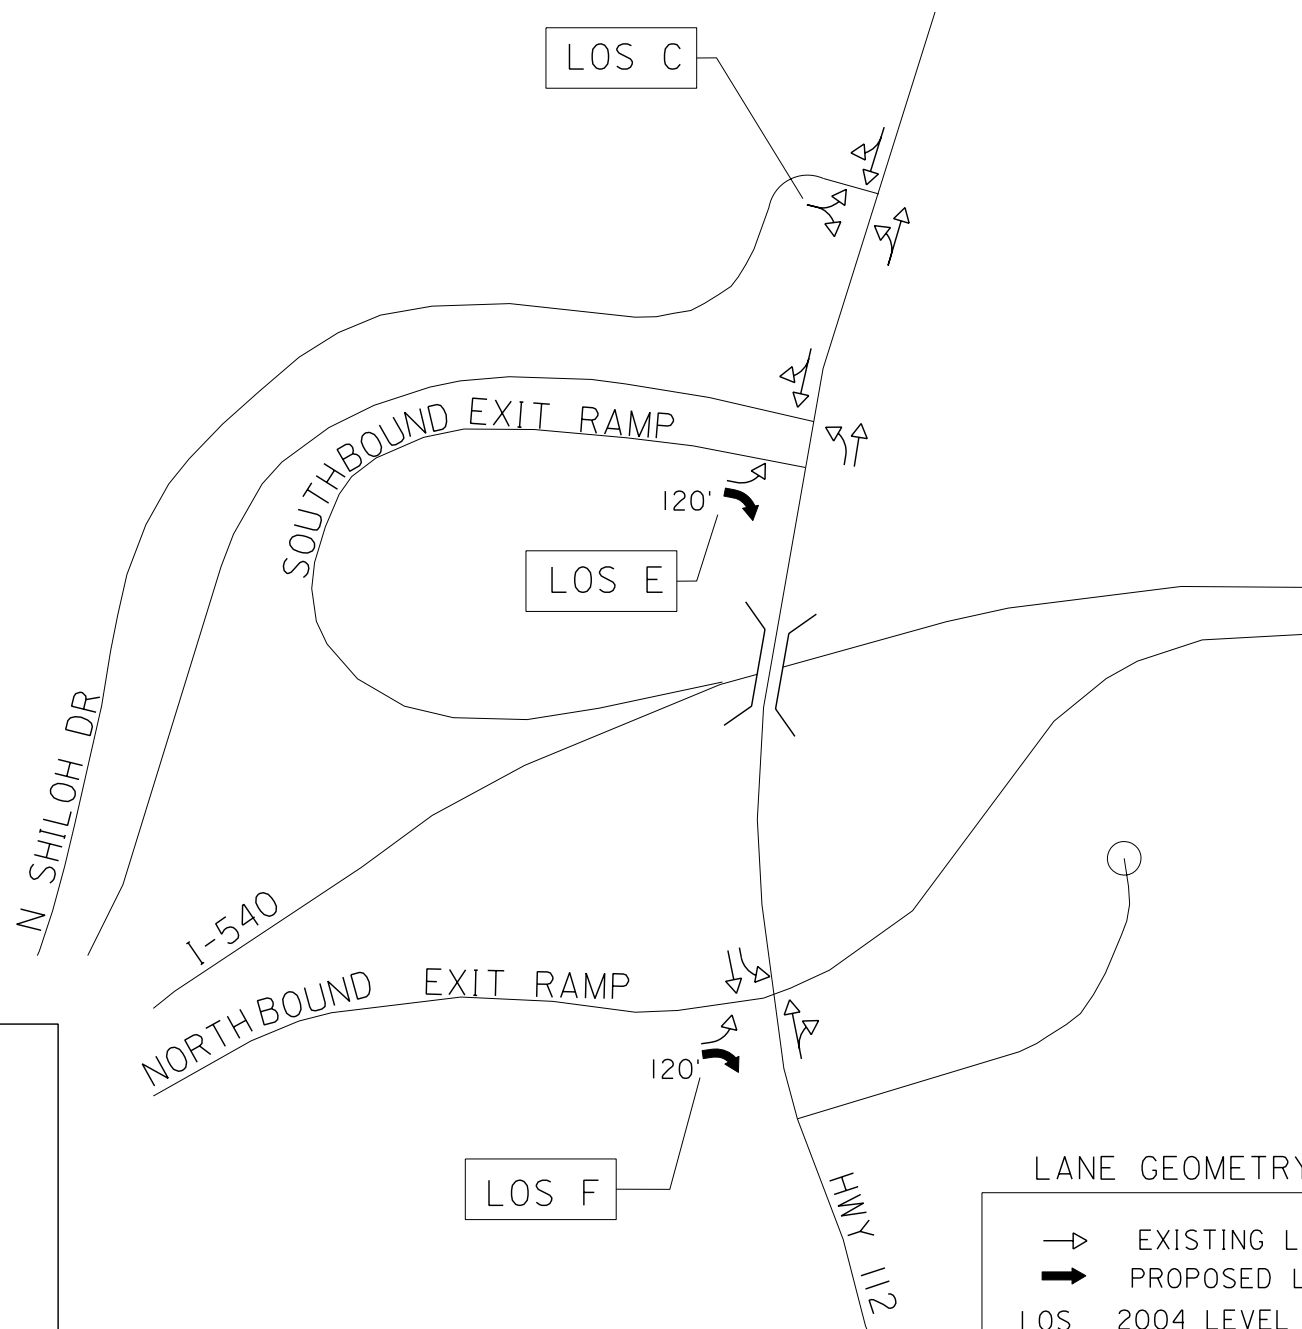 LOS C
SOUTHBOUND EXIT RAMP
120'
LOS E
N SHILOH DR
I-540
NORTHBOUND EXIT RAMP
120'
LOS F
HWY 112
LANE GEOMETRY
EXISTING L
PROPOSED L
LOS 2004 LEVEL